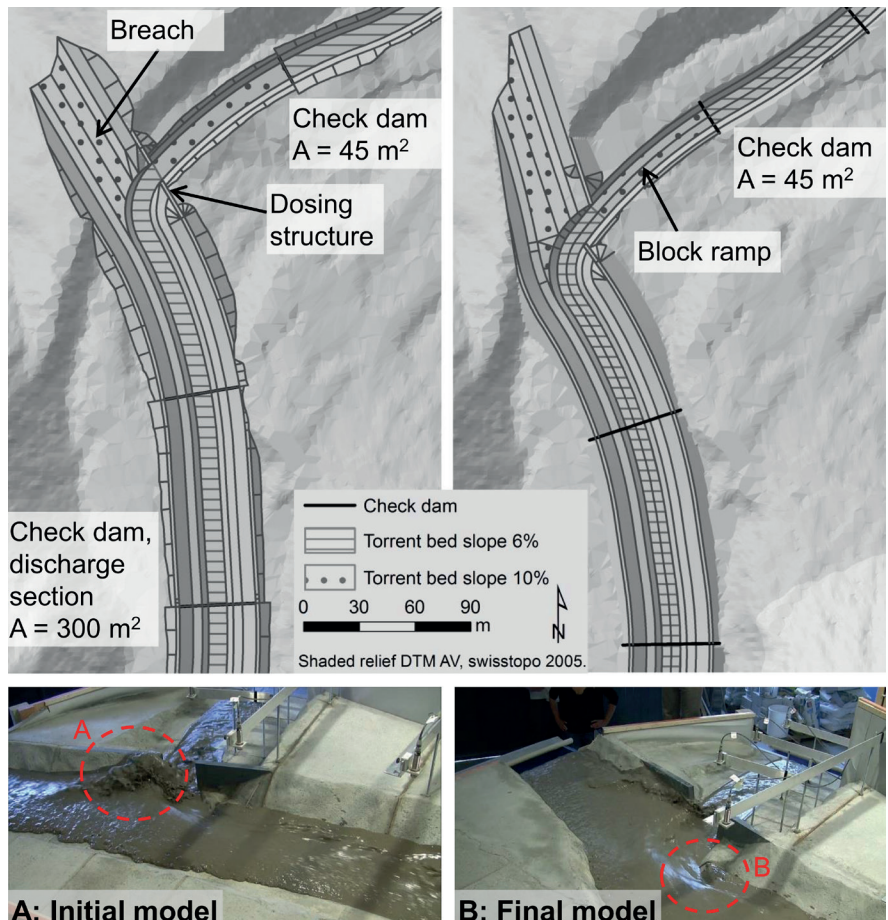 Breach
Check dam
A = 45 m²
Dosing
structure
Check dam,
discharge
section
A = 300 m²
Check dam
A = 45 m²
Block ramp
Check dam
Torrent bed slope 6%
Torrent bed slope 10%
0 30 60 90
m
N
Shaded relief DTM AV, swisstopo 2005.
A
A: Initial model
B
B: Final model